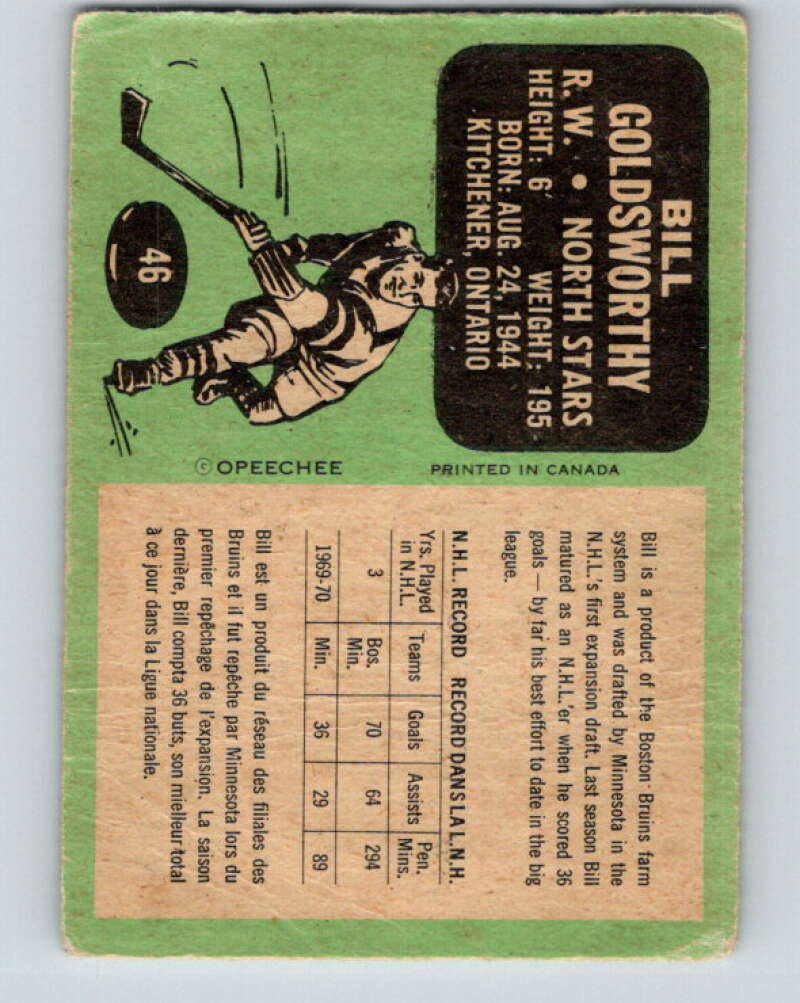 BILL
GOLDSWORTHY
R. W. • NORTH STARS
HEIGHT: 6′ WEIGHT: 195
BORN: AUG. 24, 1944
KITCHENER, ONTARIO
46
© OPEECHEE PRINTED IN CANADA
Bill is a product of the Boston Bruins farm
system and was drafted by Minnesota in the
N.H.L.'s first expansion draft. Last season Bill
matured as an N.H.L.'er when he scored 36
goals — by far his best effort to date in the big
league.
N.H.L. RECORD RECORD DANS LA L.N.H.
Yrs. Played in N.H.L. Teams Goals Assists Pen. Mins.
3 Bos. Min. 70 64 294
1969-70 Min. 36 29 89
Bill est un produit du réseau des filiales des
Bruins et il fut repêche par Minnesota lors du
premier repêchage de l'expansion. La saison
dernière, Bill compta 36 buts, son mielleur total
à ce jour dans la Ligue nationale.